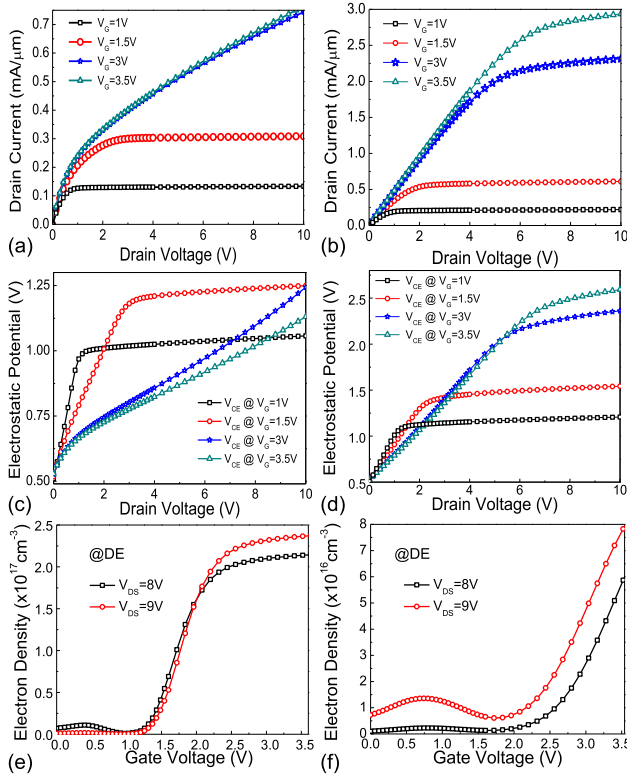 0.7
0.6
0.5
0.4
0.3
0.2
0.1
0.0
0 2 4 6 8 10
Drain Current (mA/μm)
Drain Voltage (V)
V_G=1V
V_G=1.5V
V_G=3V
V_G=3.5V
(a)
3.0
2.5
2.0
1.5
1.0
0.5
0.0
0 2 4 6 8 10
Drain Current (mA/μm)
Drain Voltage (V)
V_G=1V
V_G=1.5V
V_G=3V
V_G=3.5V
(b)
1.25
1.00
0.75
0.50
0 2 4 6 8 10
Electrostatic Potential (V)
Drain Voltage (V)
V_CE @ V_G=1V
V_CE @ V_G=1.5V
V_CE @ V_G=3V
V_CE @ V_G=3.5V
(c)
2.5
2.0
1.5
1.0
0.5
0 2 4 6 8 10
Electrostatic Potential (V)
Drain Voltage (V)
V_CE @ V_G=1V
V_CE @ V_G=1.5V
V_CE @ V_G=3V
V_CE @ V_G=3.5V
(d)
2.5
2.0
1.5
1.0
0.5
0.0
0.0 0.5 1.0 1.5 2.0 2.5 3.0 3.5
Electron Density (x10^17cm^-3)
Gate Voltage (V)
@DE
V_DS=8V
V_DS=9V
(e)
8
6
4
2
0
0.0 0.5 1.0 1.5 2.0 2.5 3.0 3.5
Electron Density (x10^16cm^-3)
Gate Voltage (V)
@DE
V_DS=8V
V_DS=9V
(f)